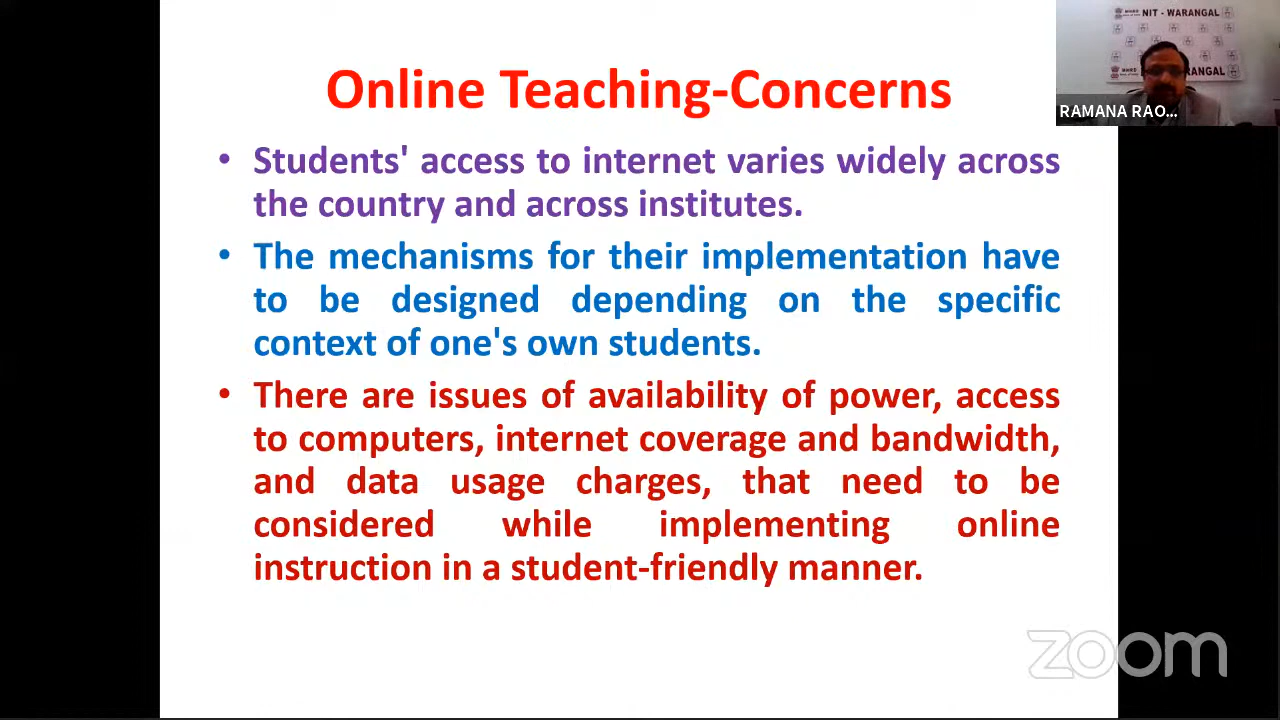 Online Teaching-Concerns
• Students' access to internet varies widely across
the country and across institutes.
• The mechanisms for their implementation have
to be designed depending on the specific
context of one's own students.
• There are issues of availability of power, access
to computers, internet coverage and bandwidth,
and data usage charges, that need to be
considered while implementing online
instruction in a student-friendly manner.
NIT - WARANGAL
RAMANA RAO...
zoom